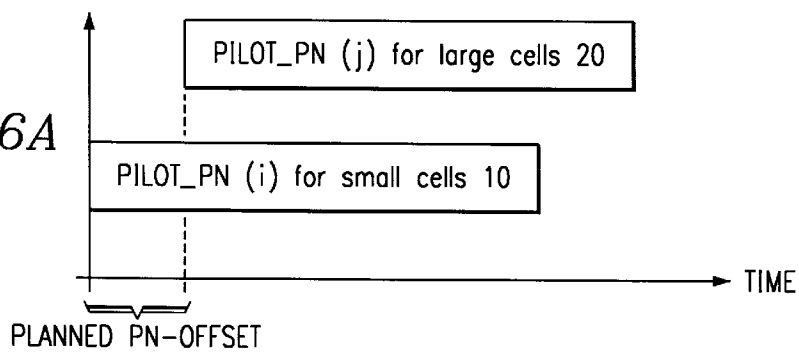 PILOT_PN (j) for large cells 20
6A
PILOT_PN (i) for small cells 10
TIME
PLANNED PN-OFFSET